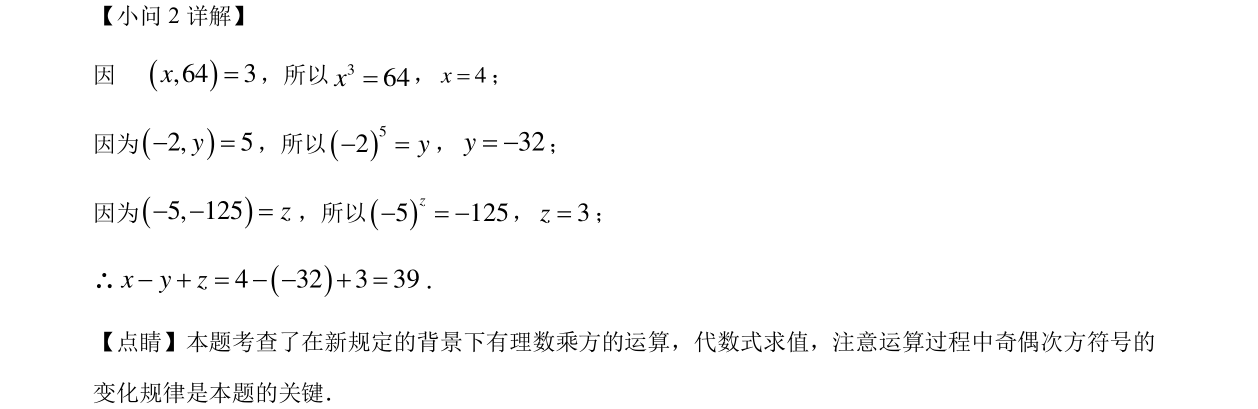 【小问 2 详解】
因 (x,64)=3，所以 x³=64，x=4；
因为(−2,y)=5，所以(−2)⁵=y，y=−32；
因为(−5,−125)=z，所以(−5)ᶻ=−125，z=3；
∴x−y+z=4−(−32)+3=39．
【点睛】本题考查了在新规定的背景下有理数乘方的运算，代数式求值，注意运算过程中奇偶次方符号的
变化规律是本题的关键．